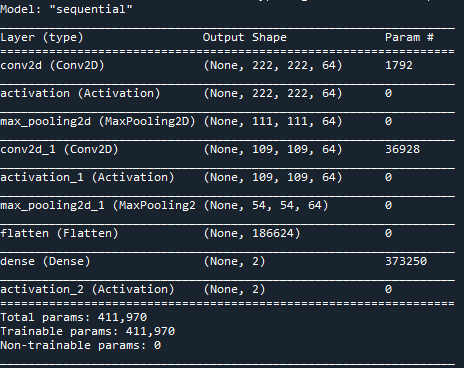 Model: "sequential"
Layer (type) Output Shape Param #
conv2d (Conv2D) (None, 222, 222, 64) 1792
activation (Activation) (None, 222, 222, 64) 0
max_pooling2d (MaxPooling2D) (None, 111, 111, 64) 0
conv2d_1 (Conv2D) (None, 109, 109, 64) 36928
activation_1 (Activation) (None, 109, 109, 64) 0
max_pooling2d_1 (MaxPooling2 (None, 54, 54, 64) 0
flatten (Flatten) (None, 186624) 0
dense (Dense) (None, 2) 373250
activation_2 (Activation) (None, 2) 0
Total params: 411,970
Trainable params: 411,970
Non-trainable params: 0